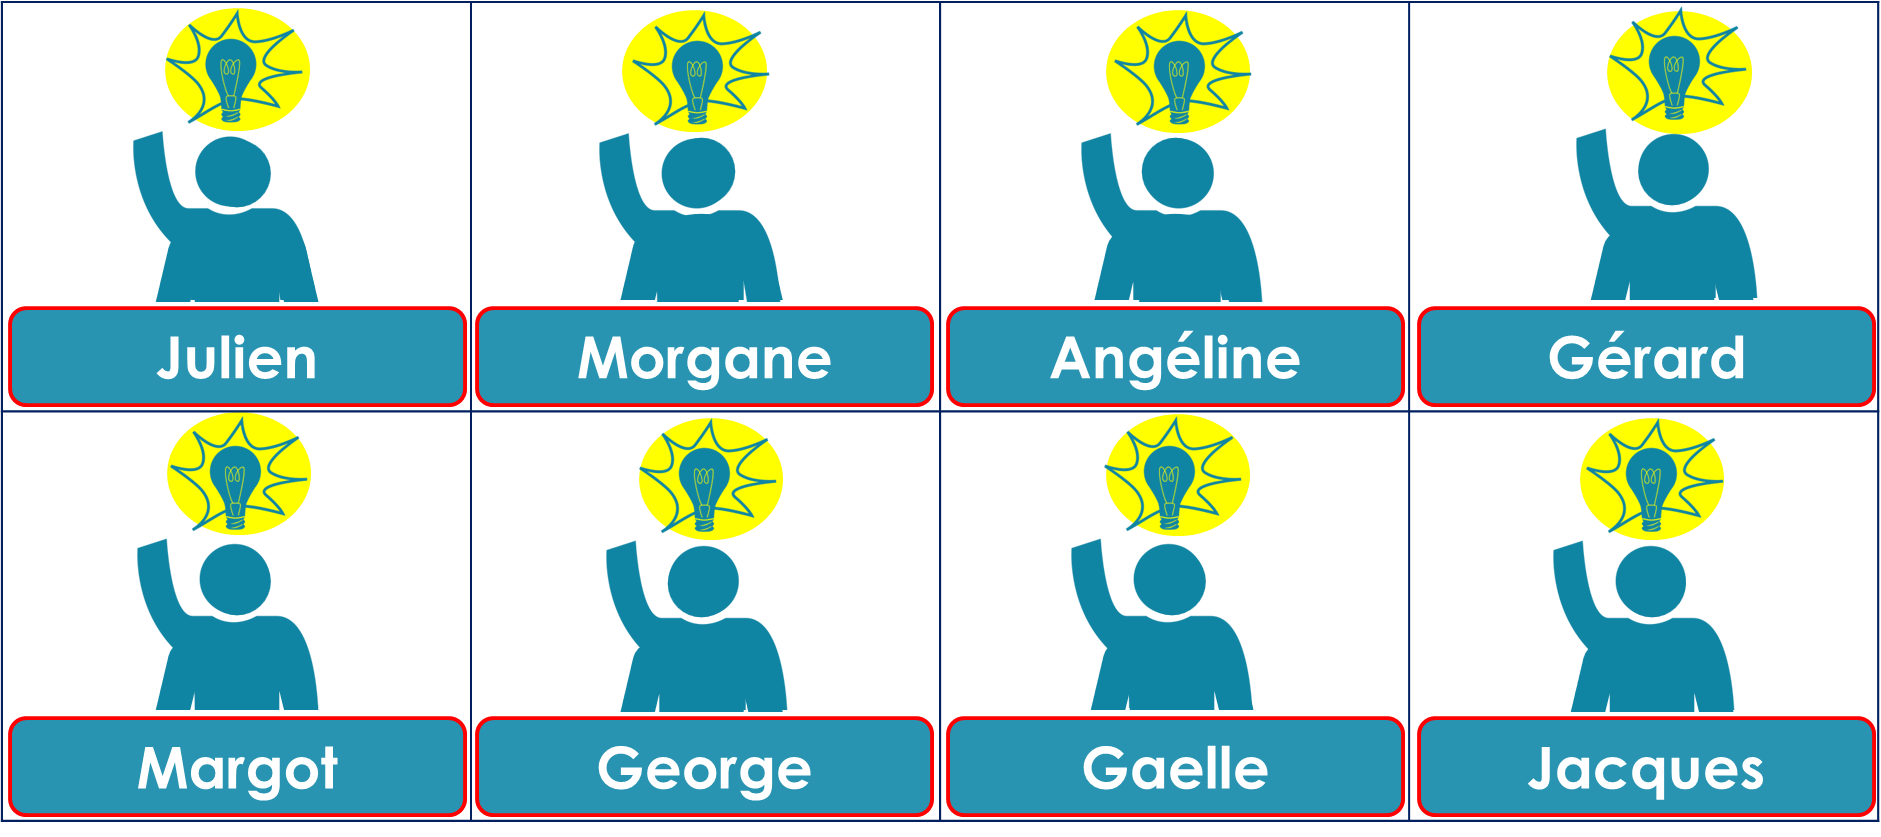 Julien
Morgane
Angéline
Gérard
Margot
George
Gaelle
Jacques